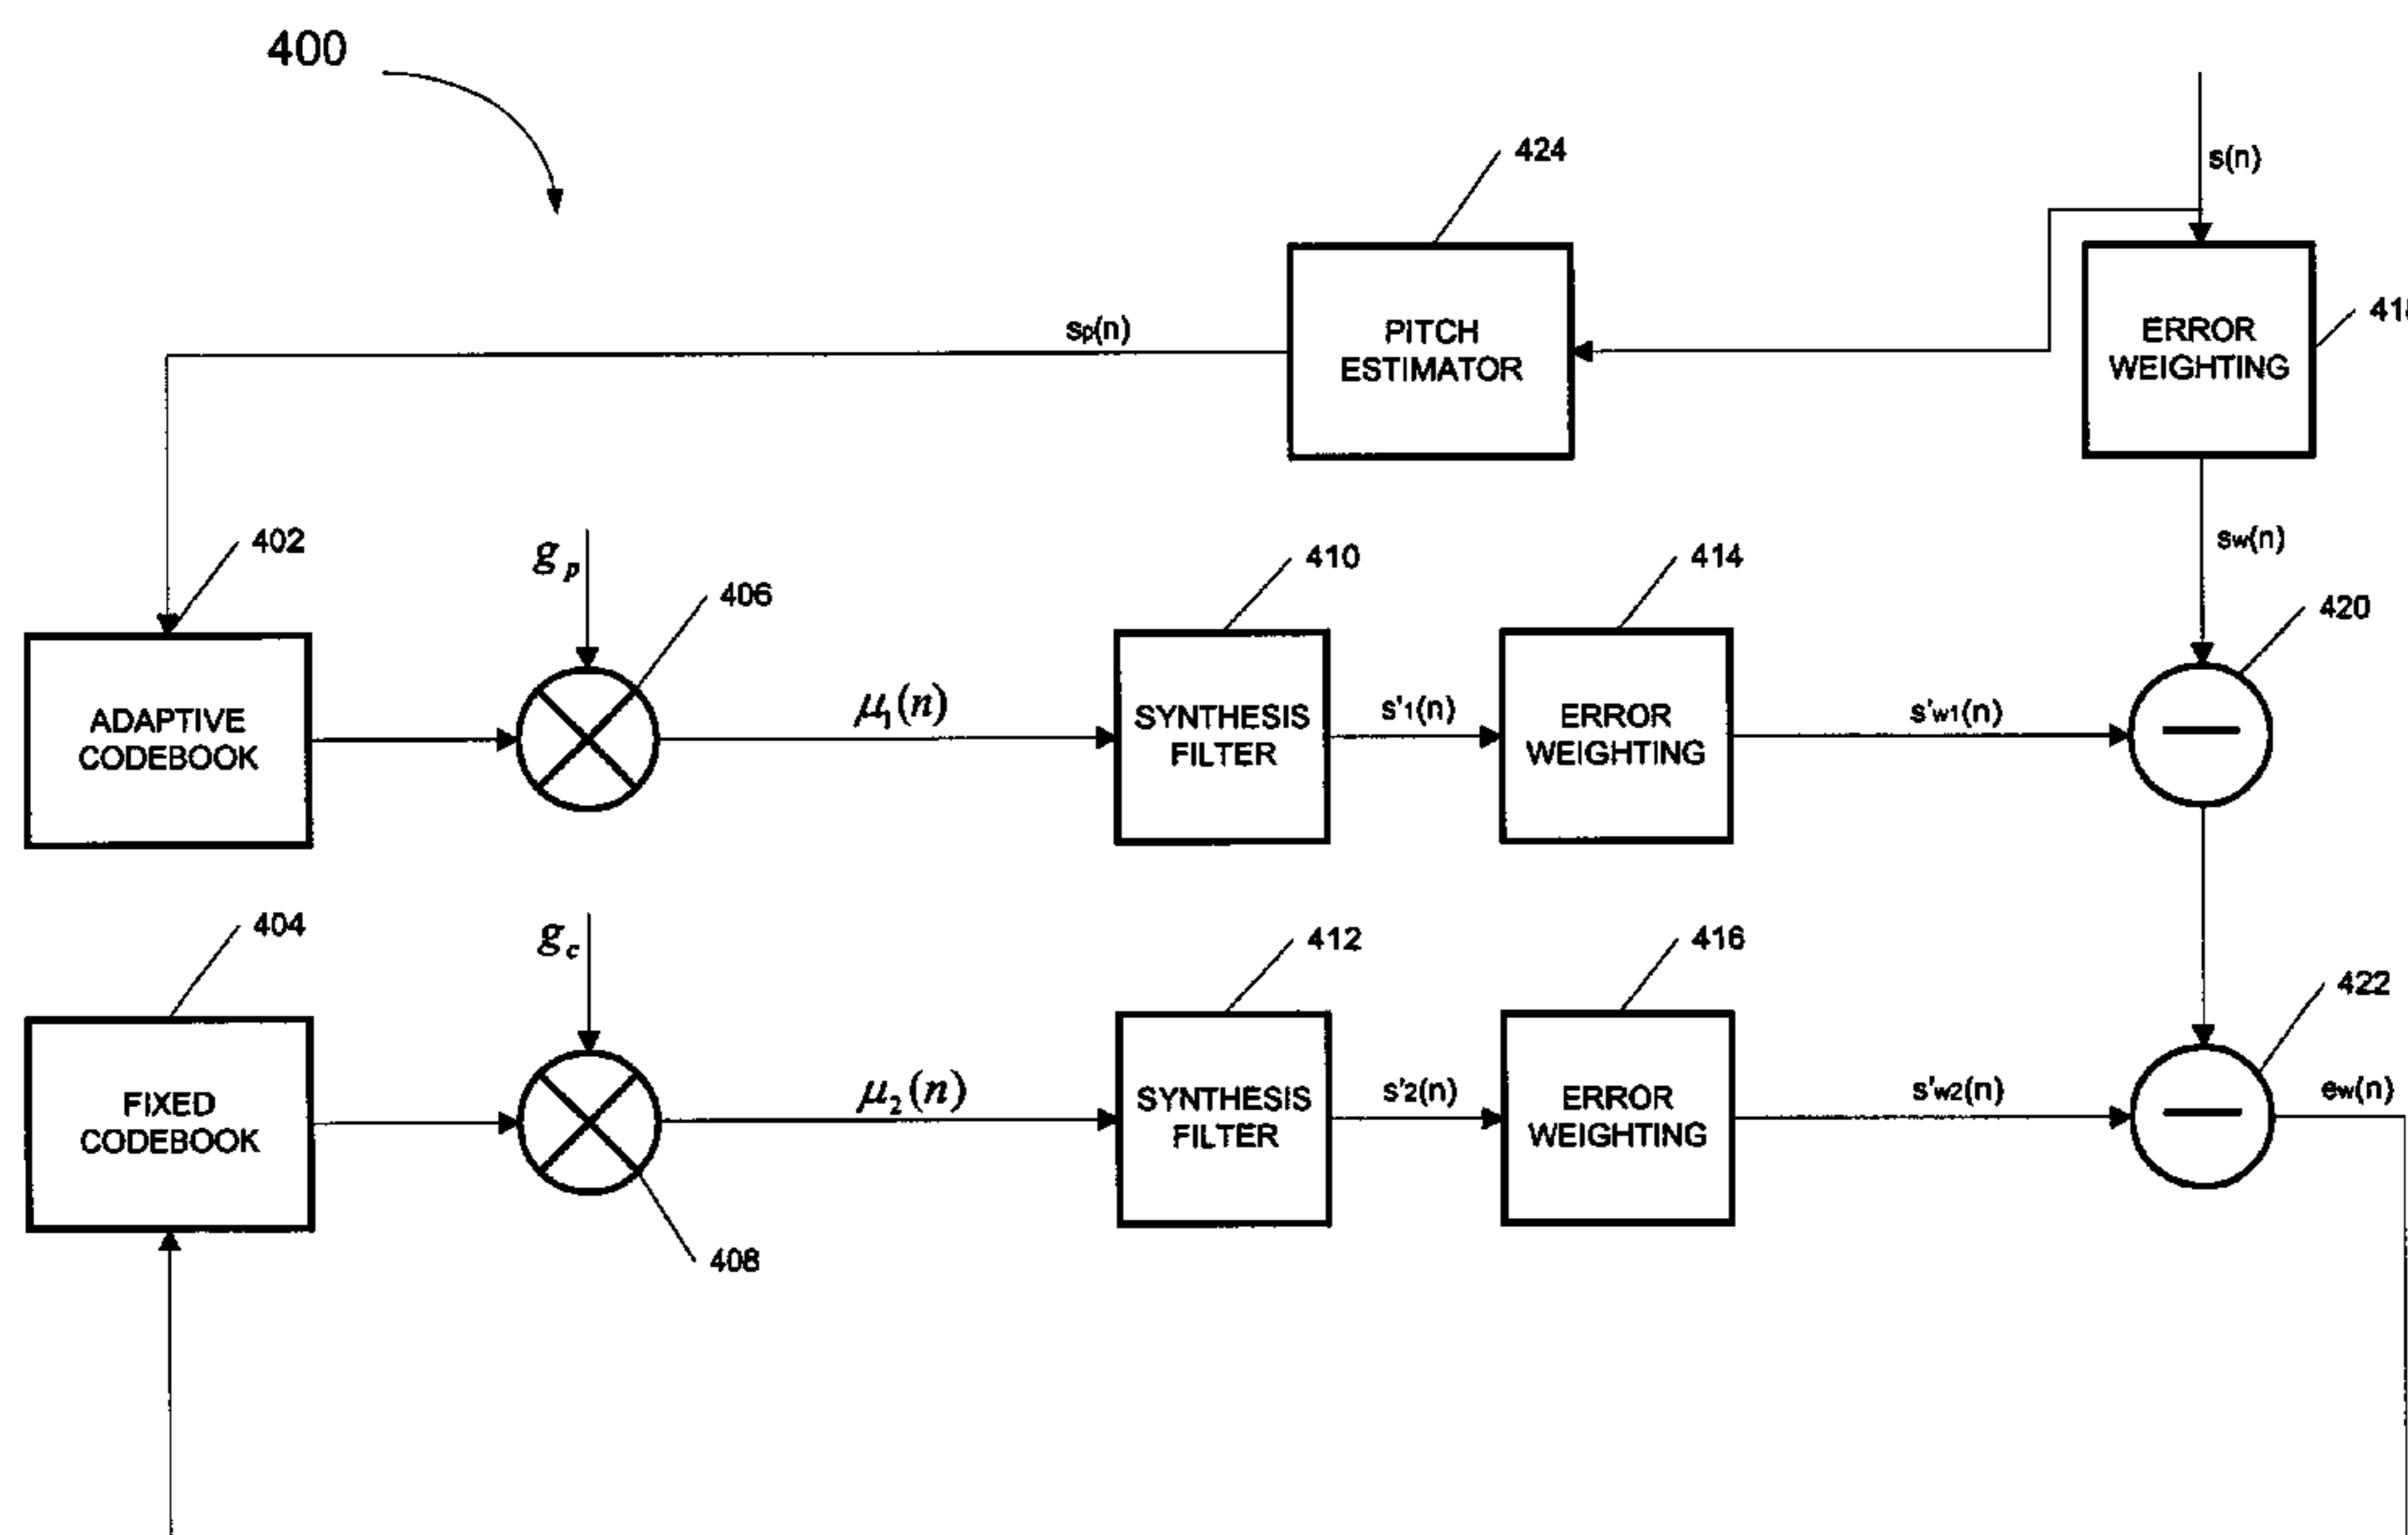 400
424
s(n)
PITCH
ESTIMATOR
ERROR
WEIGHTING
sp(n)
sw(n)
402
gp
406
410
414
420
ADAPTIVE
CODEBOOK
μ1(n)
SYNTHESIS
FILTER
s'1(n)
ERROR
WEIGHTING
s'w1(n)
404
gc
412
416
422
FIXED
CODEBOOK
μ2(n)
SYNTHESIS
FILTER
s'2(n)
ERROR
WEIGHTING
s'w2(n)
ew(n)
408